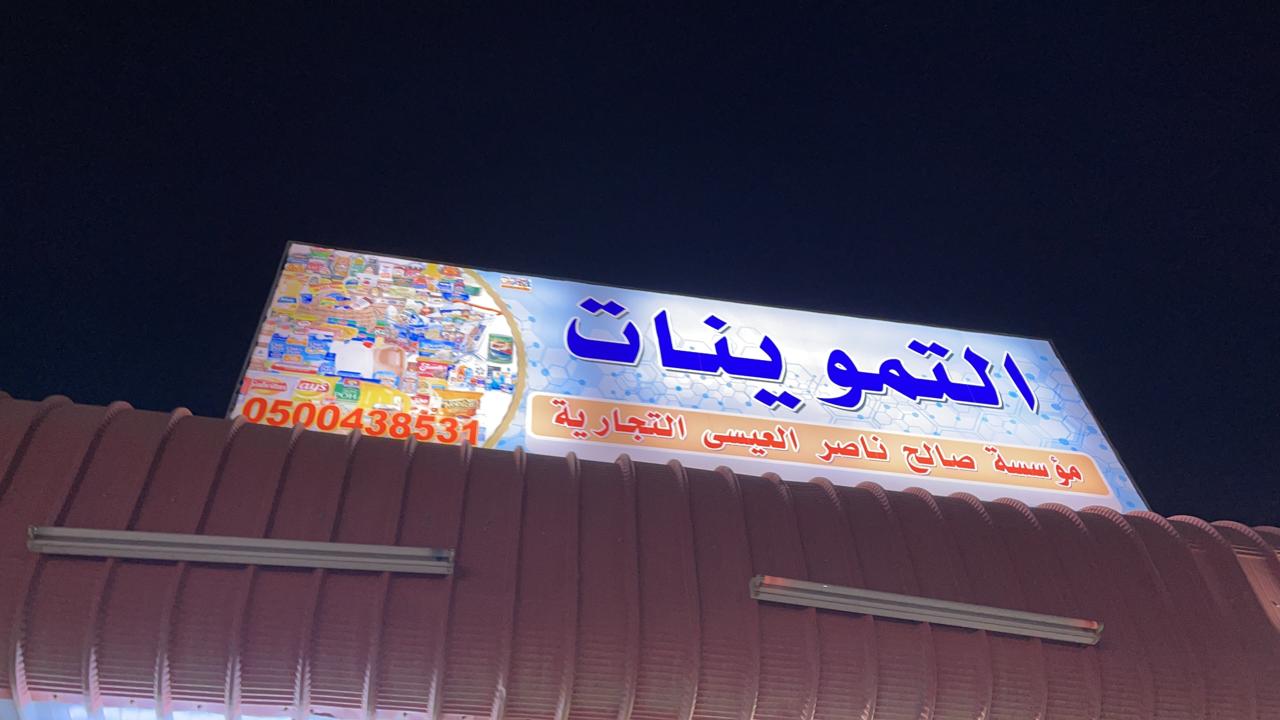 التموينات
مؤسسة صالح ناصر العيسى التجارية
0500438531